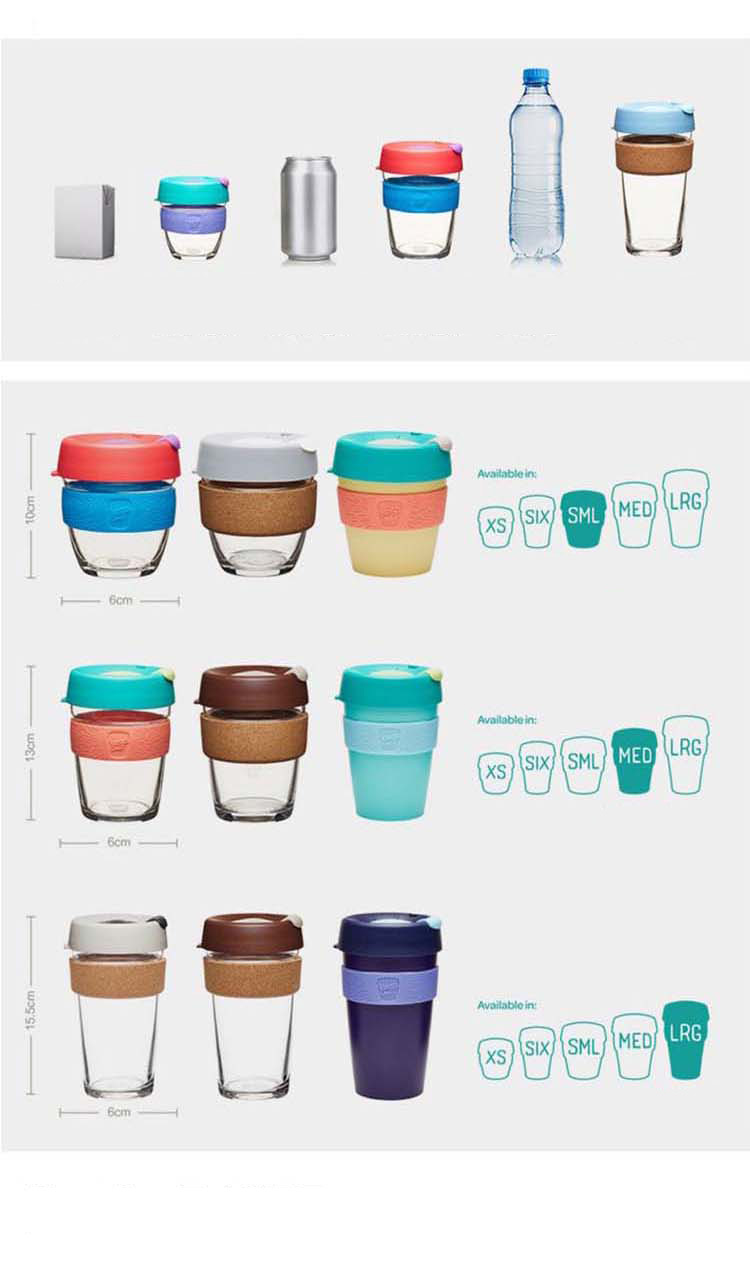 Available in:
XS SIX SML MED LRG
10cm
6cm
Available in:
XS SIX SML MED LRG
13cm
6cm
Available in:
XS SIX SML MED LRG
15.5cm
6cm